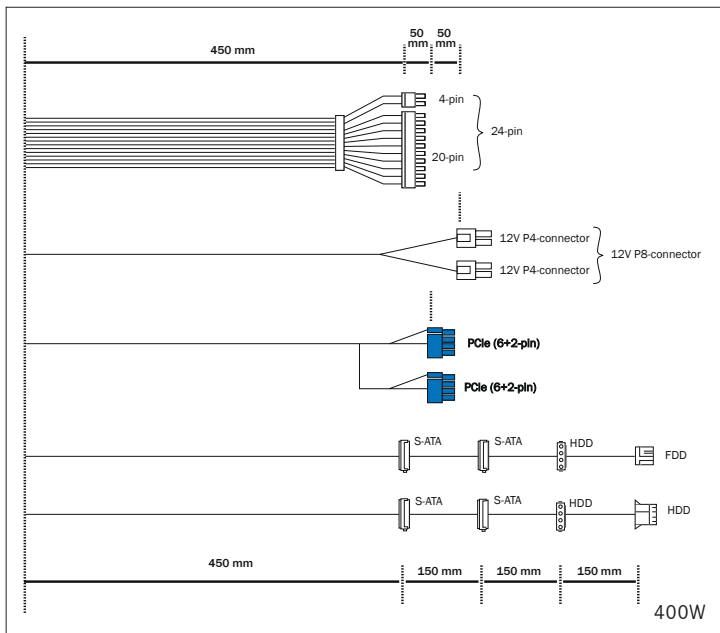 50 mm
50 mm
450 mm
4-pin
24-pin
20-pin
12V P4-connector
12V P8-connector
12V P4-connector
PCIe (6+2-pin)
PCIe (6+2-pin)
S-ATA
S-ATA
HDD
FDD
S-ATA
S-ATA
HDD
HDD
450 mm
150 mm
150 mm
150 mm
400W